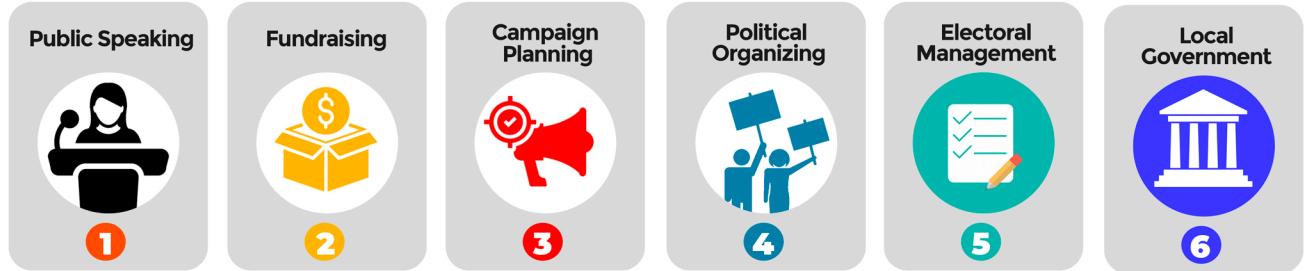 Public Speaking
1
Fundraising
$
2
Campaign
Planning
3
Political
Organizing
4
Electoral
Management
5
Local
Government
6